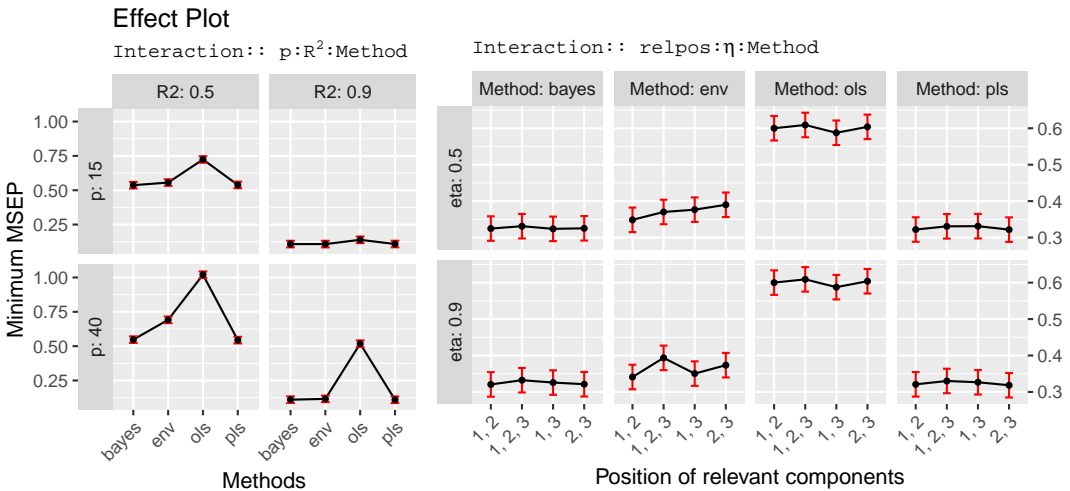 Effect Plot
Interaction:: p:R²:Method
Interaction:: relpos:η:Method
R2: 0.5
R2: 0.9
Method: bayes
Method: env
Method: ols
Method: pls
Minimum MSEP
1.00
0.75
0.50
0.25
p: 15
1.00
0.75
0.50
0.25
p: 40
eta: 0.5
0.6
0.5
0.4
0.3
eta: 0.9
0.6
0.5
0.4
0.3
bayes
env
ols
pls
bayes
env
ols
pls
Methods
1, 2
1, 2, 3
1, 3
2, 3
1, 2
1, 2, 3
1, 3
2, 3
1, 2
1, 2, 3
1, 3
2, 3
1, 2
1, 2, 3
1, 3
2, 3
Position of relevant components